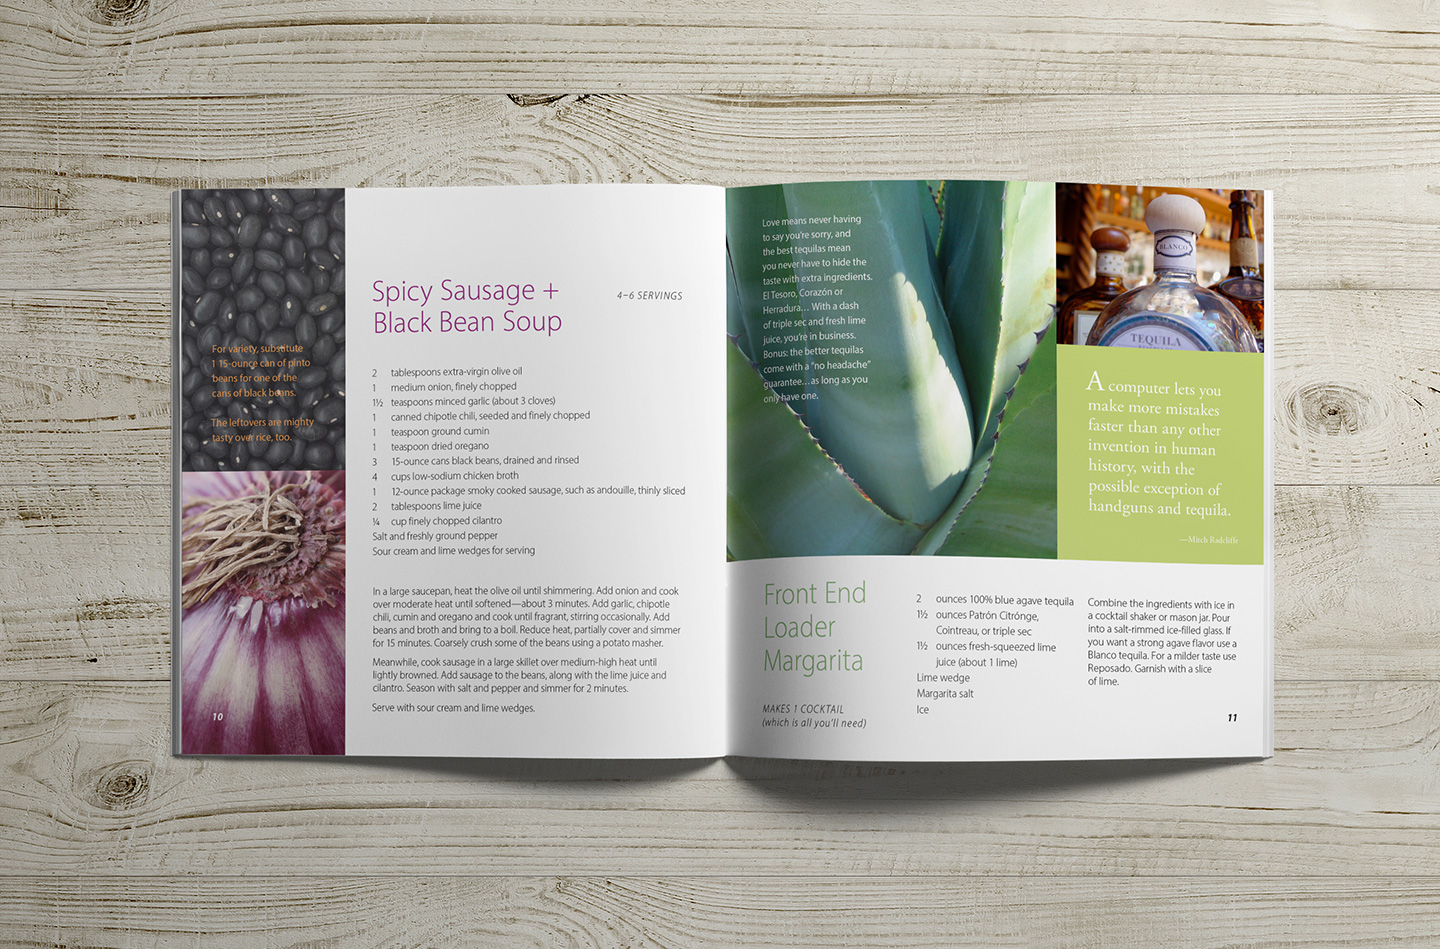 For variety, substitute
1 15-ounce can of pinto
beans for one of the
cans of black beans.
The leftovers are mighty
tasty over rice, too.
10
Spicy Sausage +
Black Bean Soup
4–6 SERVINGS
2 tablespoons extra-virgin olive oil
1 medium onion, finely chopped
1½ teaspoons minced garlic (about 3 cloves)
1 canned chipotle chili, seeded and finely chopped
1 teaspoon ground cumin
1 teaspoon dried oregano
3 15-ounce cans black beans, drained and rinsed
4 cups low-sodium chicken broth
1 12-ounce package smoky cooked sausage, such as andouille, thinly sliced
2 tablespoons lime juice
¼ cup finely chopped cilantro
Salt and freshly ground pepper
Sour cream and lime wedges for serving
In a large saucepan, heat the olive oil until shimmering. Add onion and cook
over moderate heat until softened—about 3 minutes. Add garlic, chipotle
chili, cumin and oregano and cook until fragrant, stirring occasionally. Add
beans and broth and bring to a boil. Reduce heat, partially cover and simmer
for 15 minutes. Coarsely crush some of the beans using a potato masher.
Meanwhile, cook sausage in a large skillet over medium-high heat until
lightly browned. Add sausage to the beans, along with the lime juice and
cilantro. Season with salt and pepper and simmer for 2 minutes.
Serve with sour cream and lime wedges.
Love means never having
to say you're sorry, and
the best tequilas mean
you never have to hide the
taste with extra ingredients.
El Tesoro, Corazón or
Herradura... With a dash
of triple sec and fresh lime
juice, you're in business.
Bonus: the better tequilas
come with a "no headache"
guarantee...as long as you
only have one.
BLANCO
TEQUILA
A computer lets you
make more mistakes
faster than any other
invention in human
history, with the
possible exception of
handguns and tequila.
—Mitch Radcliffe
Front End
Loader
Margarita
MAKES 1 COCKTAIL
(which is all you'll need)
2 ounces 100% blue agave tequila
1½ ounces Patrón Citrónge,
Cointreau, or triple sec
1½ ounces fresh-squeezed lime
juice (about 1 lime)
Lime wedge
Margarita salt
Ice
Combine the ingredients with ice in
a cocktail shaker or mason jar. Pour
into a salt-rimmed ice-filled glass. If
you want a strong agave flavor use a
Blanco tequila. For a milder taste use
Reposado. Garnish with a slice
of lime.
11